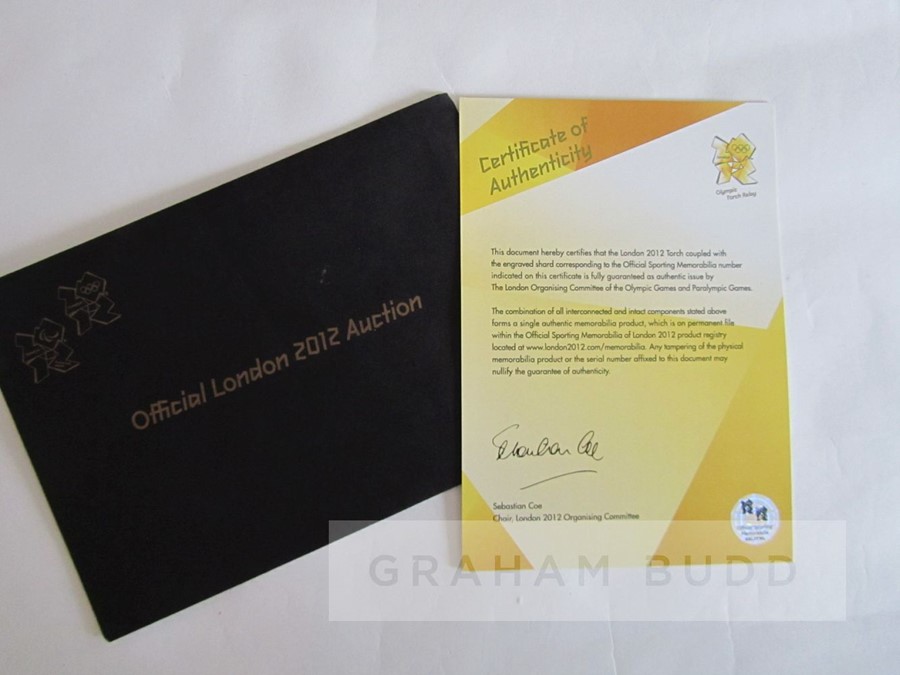 Official London 2012 Auction
Certificate of
Authenticity
Olympic
Torch Relay
This document hereby certifies that the London 2012 Torch coupled with
the engraved shard corresponding to the Official Sporting Memorabilia number
indicated on this certificate is fully guaranteed as authentic issue by
The London Organising Committee of the Olympic Games and Paralympic Games.
The combination of all interconnected and intact components stated above
forms a single authentic memorabilia product, which is on permanent file
within the Official Sporting Memorabilia of London 2012 product registry
located at www.london2012.com/memorabilia. Any tampering of the physical
memorabilia product or the serial number affixed to this document may
nullify the guarantee of authenticity.
Sebastian Coe
Sebastian Coe
Chair, London 2012 Organising Committee
Official Sporting
Memorabilia
GRAHAM BUDD